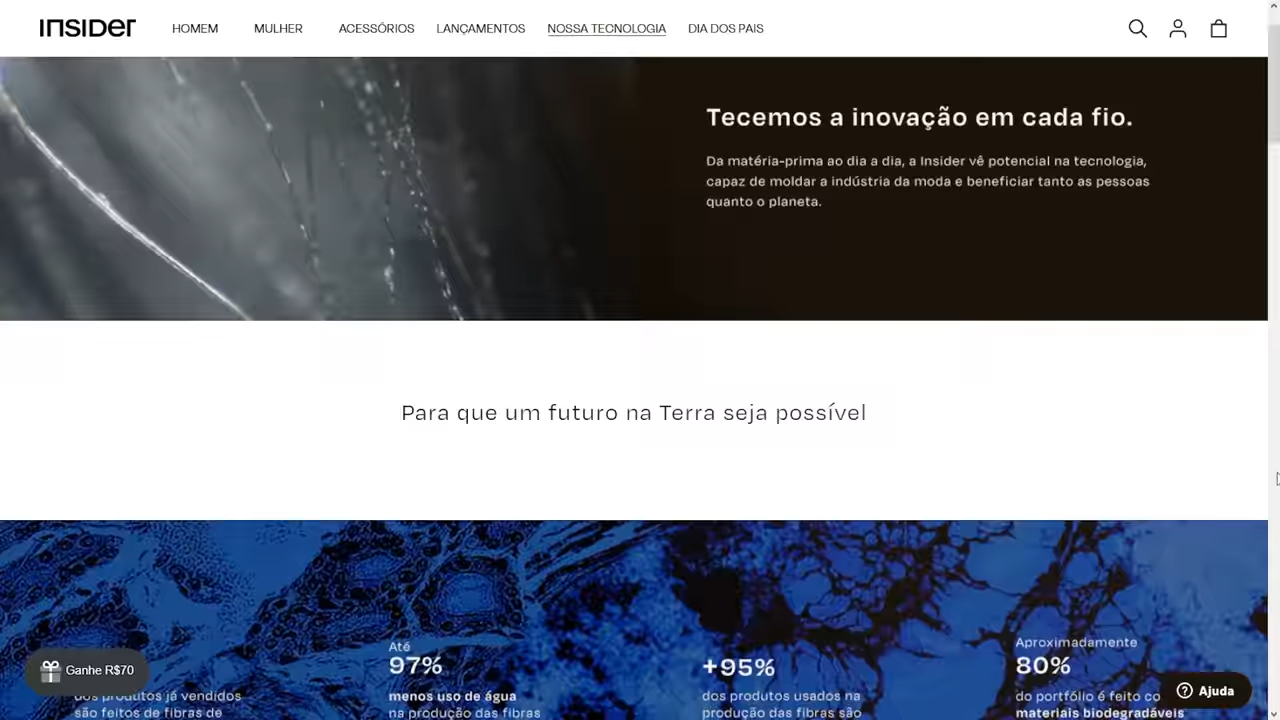 INSIDER
HOMEM MULHER ACESSÓRIOS LANÇAMENTOS NOSSA TECNOLOGIA DIA DOS PAIS
Tecemos a inovação em cada fio.
Da matéria-prima ao dia a dia, a Insider vê potencial na tecnologia,
capaz de moldar a indústria da moda e beneficiar tanto as pessoas
quanto o planeta.
Para que um futuro na Terra seja possível
Ganhe R$70
dos produtos já vendidos
são feitos de fibras de
Até
97%
menos uso de água
na produção das fibras
+95%
dos produtos usados na
produção das fibras são
Aproximadamente
80%
do portfólio é feito co
materiais biodegradáveis
Ajuda